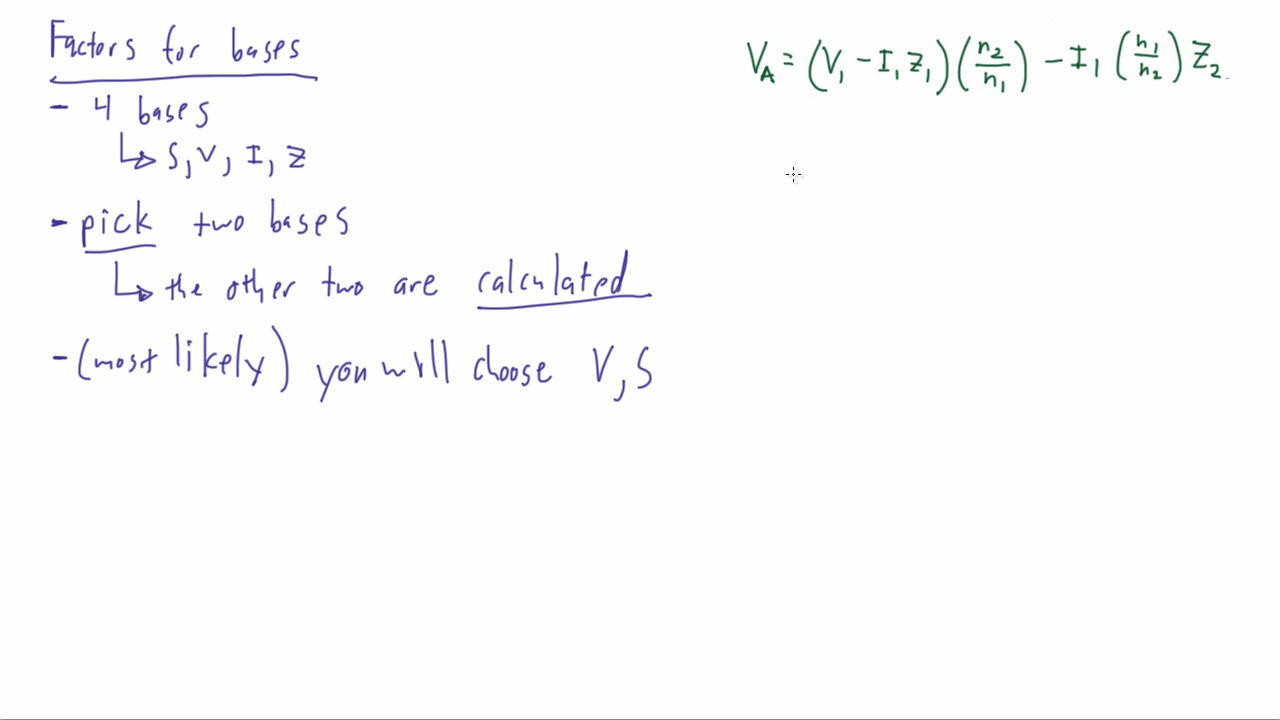 Factors for bases
- 4 bases
↳ S, V, I, Z
- pick two bases
↳ the other two are calculated
- (most likely) you will choose V, S
V_A = (V_1 - I_1 Z_1)(n_2/n_1) - I_1 (n_1/n_2) Z_2